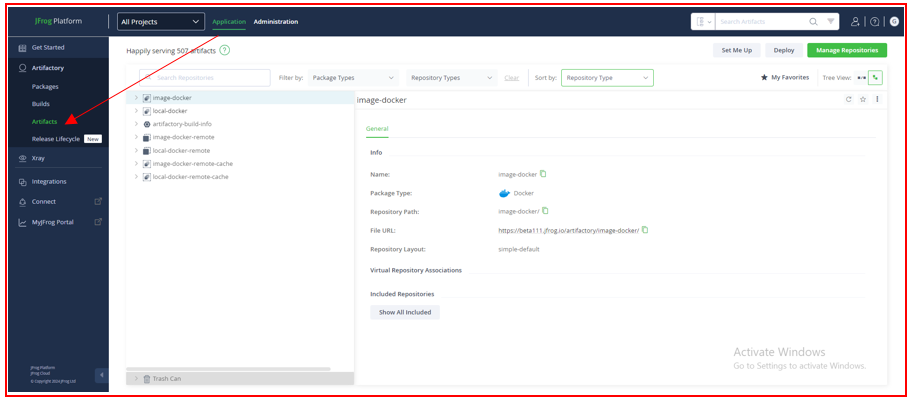 jFrog Platform
All Projects
Application
Administration
Search Artifacts
G
Get Started
Artifactory
Packages
Builds
Artifacts
Release Lifecycle New
Xray
Integrations
Connect
MyJFrog Portal
JFrog Platform
JFrog Cloud
© Copyright 2024 JFrog Ltd
Happily serving 507 artifacts ?
Set Me Up
Deploy
Manage Repositories
Search Repositories
Filter by:
Package Types
Repository Types
Clear
Sort by:
Repository Type
My Favorites
Tree View:
image-docker
local-docker
artifactory-build-info
image-docker-remote
local-docker-remote
image-docker-remote-cache
local-docker-remote-cache
Trash Can
image-docker
General
Info
Name: image-docker
Package Type: Docker
Repository Path: image-docker/
File URL: https://beta111.jfrog.io/artifactory/image-docker/
Repository Layout: simple-default
Virtual Repository Associations
Included Repositories
Show All Included
Activate Windows
Go to Settings to activate Windows.